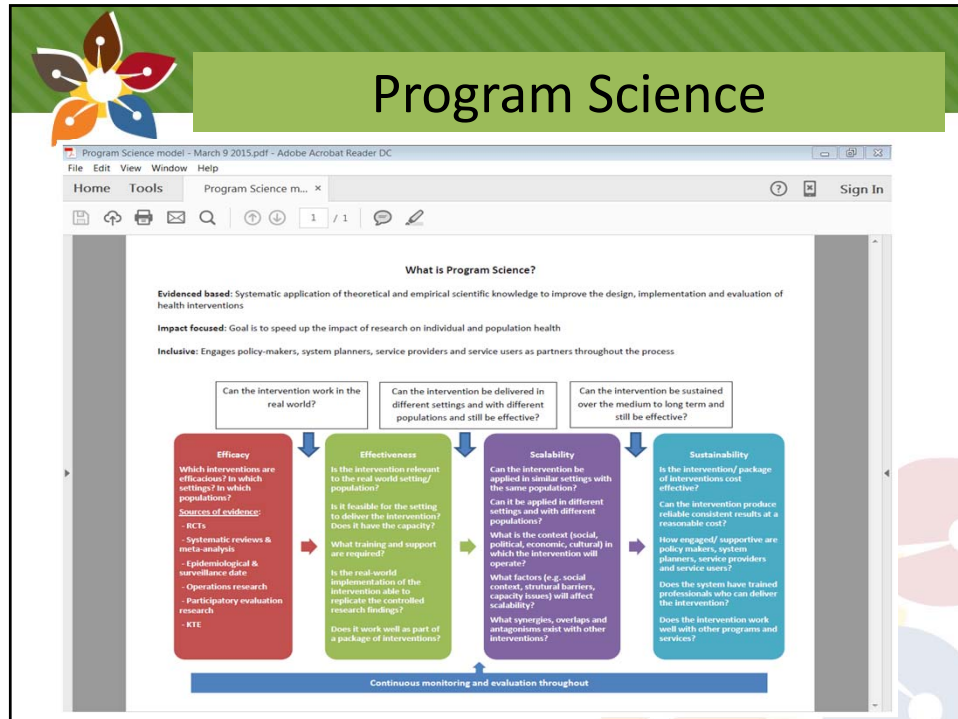 Program Science
Program Science model - March 9 2015.pdf - Adobe Acrobat Reader DC
File Edit View Window Help
Home Tools Program Science m... × Sign In
1 / 1
What is Program Science?
Evidenced based: Systematic application of theoretical and empirical scientific knowledge to improve the design, implementation and evaluation of
health interventions
Impact focused: Goal is to speed up the impact of research on individual and population health
Inclusive: Engages policy-makers, system planners, service providers and service users as partners throughout the process
Can the intervention work in the
real world?
Can the intervention be delivered in
different settings and with different
populations and still be effective?
Can the intervention be sustained
over the medium to long term and
still be effective?
Efficacy
Which interventions are
efficacious? In which
settings? In which
populations?
Sources of evidence:
- RCTs
- Systematic reviews &
meta-analysis
- Epidemiological &
surveillance date
- Operations research
- Participatory evaluation
research
- KTE
Effectiveness
Is the intervention relevant
to the real world setting/
population?
Is it feasible for the setting
to deliver the intervention?
Does it have the capacity?
What training and support
are required?
Is the real-world
implementation of the
intervention able to
replicate the controlled
research findings?
Does it work well as part of
a package of interventions?
Scalability
Can the intervention be
applied in similar settings with
the same population?
Can it be applied in different
settings and with different
populations?
What is the context (social,
political, economic, cultural) in
which the intervention will
operate?
What factors (e.g. social
context, strutural barriers,
capacity issues) will affect
scalability?
What synergies, overlaps and
antagonisms exist with other
interventions?
Sustainability
Is the intervention/ package
of interventions cost
effective?
Can the intervention produce
reliable consistent results at a
reasonable cost?
How engaged/ supportive are
policy makers, system
planners, service providers
and service users?
Does the system have trained
professionals who can deliver
the intervention?
Does the intervention work
well with other programs and
services?
Continuous monitoring and evaluation throughout